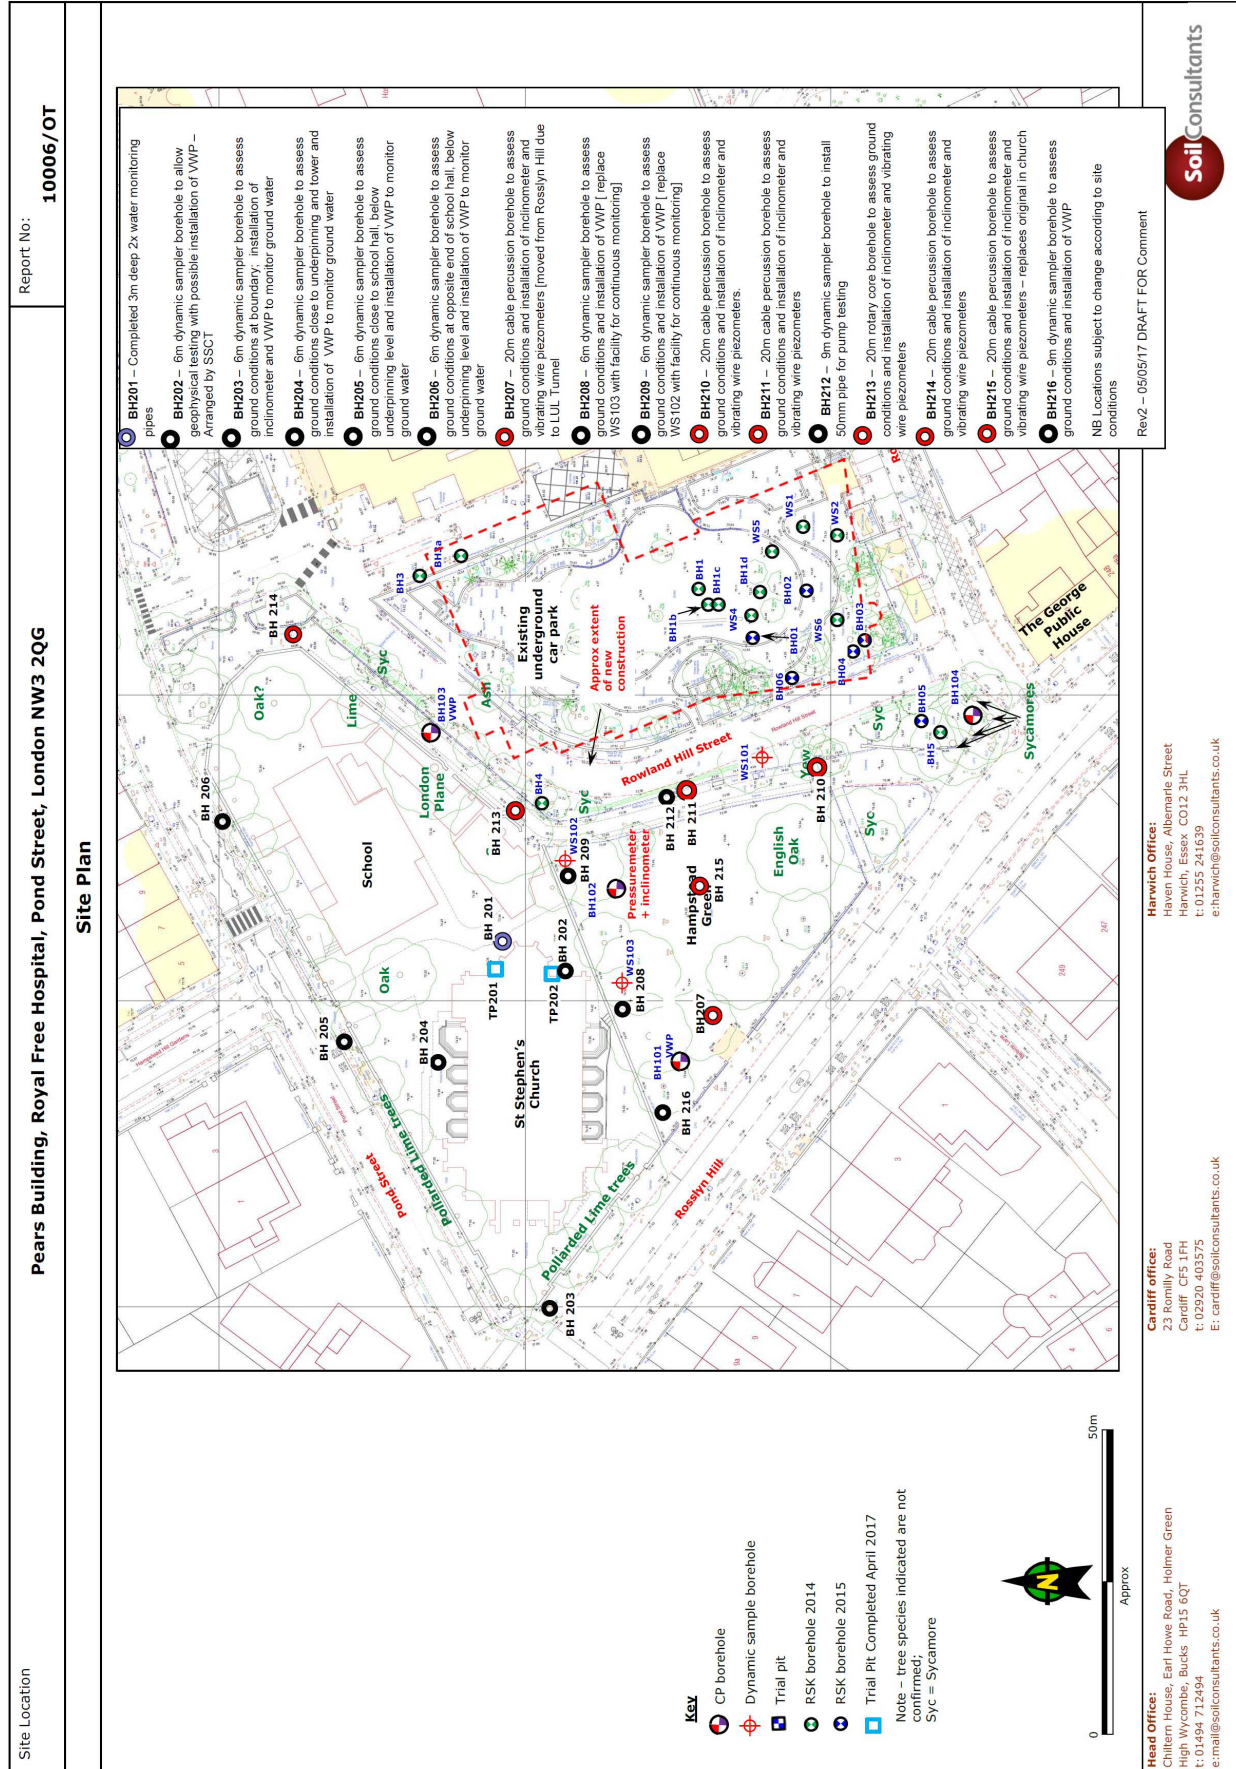 Site Location
Pears Building, Royal Free Hospital, Pond Street, London NW3 2QG
Report No:
10006/OT
Site Plan
BH201 – Completed 3m deep 2x water monitoring
pipes
BH202 – 6m dynamic sampler borehole to allow
geophysical testing with possible installation of VWP –
Arranged by SSCT
BH203 – 6m dynamic sampler borehole to assess
ground conditions at boundary; installation of
inclinometer and VWP to monitor ground water
BH204 – 6m dynamic sampler borehole to assess
ground conditions close to underpinning and tower and
installation of VWP to monitor ground water
BH205 – 6m dynamic sampler borehole to assess
ground conditions close to school hall, below
underpinning level and installation of VWP to monitor
ground water
BH206 – 6m dynamic sampler borehole to assess
ground conditions at opposite end of school hall, below
underpinning level and installation of VWP to monitor
ground water
BH207 – 20m cable percussion borehole to assess
ground conditions and installation of inclinometer and
vibrating wire piezometers [moved from Rosslyn Hill due
to LUL Tunnel
BH208 – 6m dynamic sampler borehole to assess
ground conditions and installation of VWP [ replace
WS103 with facility for continuous monitoring]
BH209 – 6m dynamic sampler borehole to assess
ground conditions and installation of VWP [ replace
WS102 with facility for continuous monitoring]
BH210 – 20m cable percussion borehole to assess
ground conditions and installation of inclinometer and
vibrating wire piezometers.
BH211 – 20m cable percussion borehole to assess
ground conditions and installation of inclinometer and
vibrating wire piezometers
BH212 – 9m dynamic sampler borehole to install
50mm pipe for pump testing
BH213 – 20m rotary core borehole to assess ground
conditions and installation of inclinometer and vibrating
wire piezometers
BH214 – 20m cable percussion borehole to assess
ground conditions and installation of inclinometer and
vibrating wire piezometers
BH215 – 20m cable percussion borehole to assess
ground conditions and installation of inclinometer and
vibrating wire piezometers – replaces original in church
BH216 – 9m dynamic sampler borehole to assess
ground conditions and installation of VWP
NB Locations subject to change according to site
conditions
Rev2 – 05/05/17 DRAFT FOR Comment
SoilConsultants
BH 206
BH 214
Oak?
Lime
Syc
BH3
BH3a
School
London
Plane
BH103
VWP
Ash
Existing
underground
car park
Approx extent
of new
construction
BH 205
Oak
BH 204
BH 201
TP201
BH 213
BH4
Syc
Rowland Hill Street
Rowland Hill Street
Hampstead Hill Gardens
Pond Street
Pond Street
Pollarded Lime trees
St Stephen's
Church
TP202
BH 202
BH 209
WS102
BH102
Pressuremeter
+ inclinometer
BH 212
BH 211
WS101
Yew
BH 210
Syc
Syc
BH1
BH1c
BH1b
BH1d
WS4
WS5
WS1
WS2
BH02
BH01
WS6
BH03
BH04
BH06
BH05
BH104
BH5
Sycamores
The George
Public
House
English
Oak
Hampstead
Green
BH 215
BH 208
WS103
BH207
BH101
VWP
BH 216
Pollarded Lime trees
Rosslyn Hill
BH 203
Key
CP borehole
Dynamic sample borehole
Trial pit
RSK borehole 2014
RSK borehole 2015
Trial Pit Completed April 2017
Note – tree species indicated are not
confirmed;
Syc = Sycamore
N
0
50m
Approx
Head Office:
Chiltern House, Earl Howe Road, Holmer Green
High Wycombe, Bucks HP15 6QT
t: 01494 712494
e:mail@soilconsultants.co.uk
Cardiff office:
23 Romilly Road
Cardiff CF5 1FH
t: 02920 403575
E: cardiff@soilconsultants.co.uk
Harwich Office:
Haven House, Albemarle Street
Harwich, Essex CO12 3HL
t: 01255 241639
e:harwich@soilconsultants.co.uk